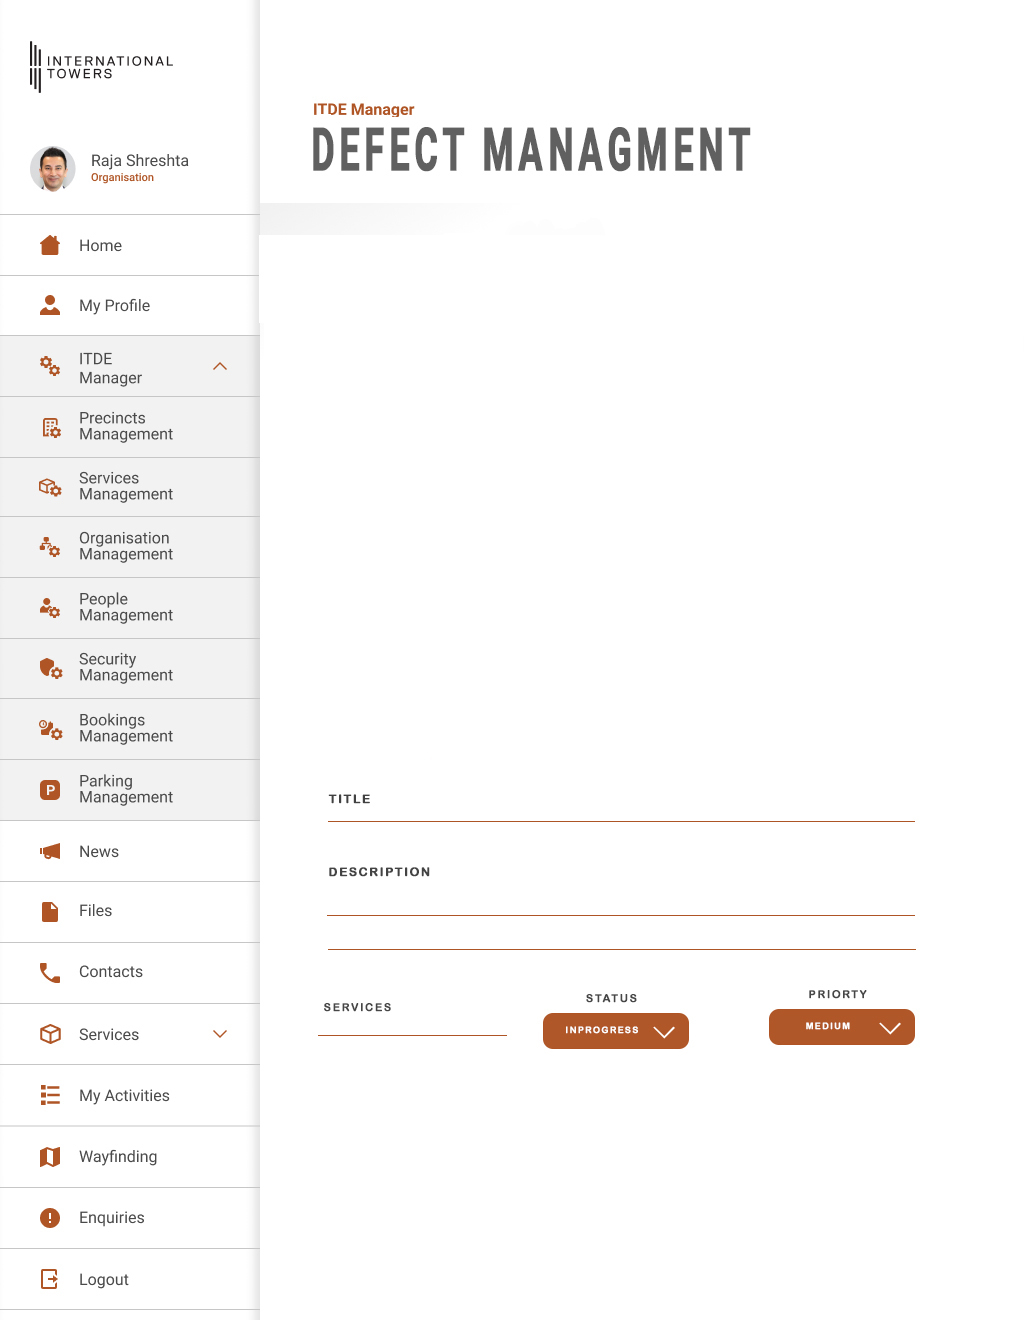 INTERNATIONAL
TOWERS
Raja Shreshta
Organisation
Home
My Profile
ITDE
Manager
Precincts
Management
Services
Management
Organisation
Management
People
Management
Security
Management
Bookings
Management
P
Parking
Management
News
Files
Contacts
Services
My Activities
Wayfinding
Enquiries
Logout
ITDE Manager
DEFECT MANAGMENT
TITLE
DESCRIPTION
SERVICES
STATUS
INPROGRESS
PRIORTY
MEDIUM